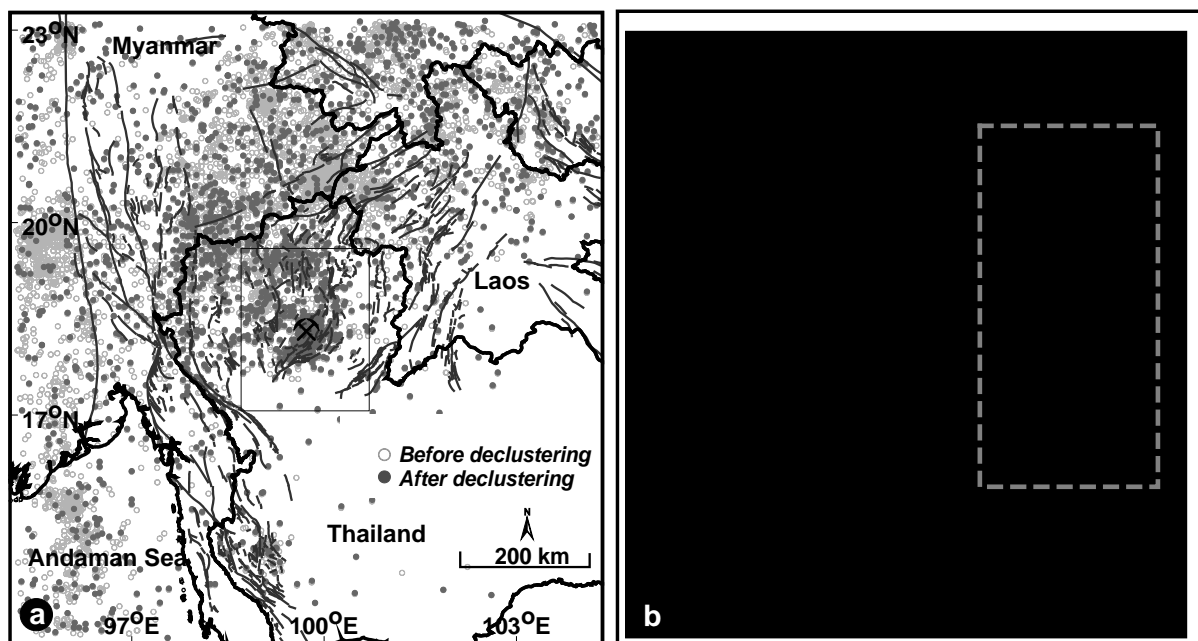 23°N
Myanmar
20°N
Laos
17°N
Before declustering
After declustering
N
Thailand
200 km
Andaman Sea
a
97°E
100°E
103°E
b